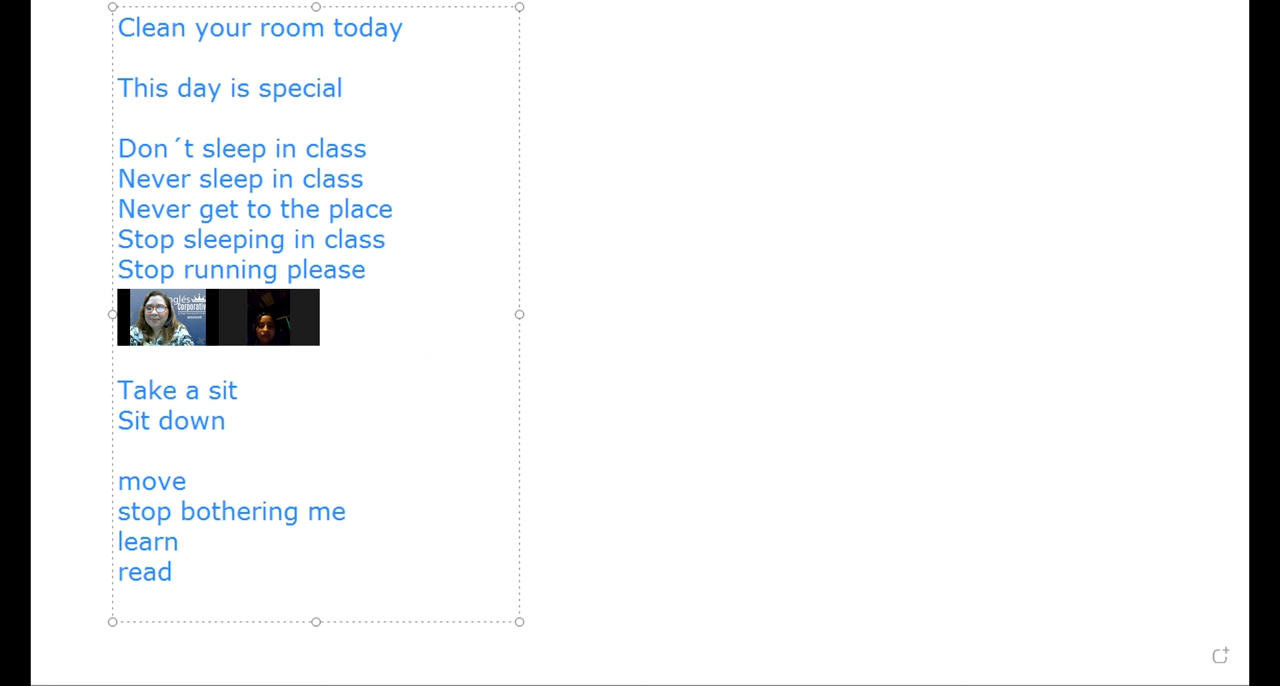 Clean your room today
This day is special
Don´t sleep in class
Never sleep in class
Never get to the place
Stop sleeping in class
Stop running please
nglés
Corporativ
Take a sit
Sit down
move
stop bothering me
learn
read